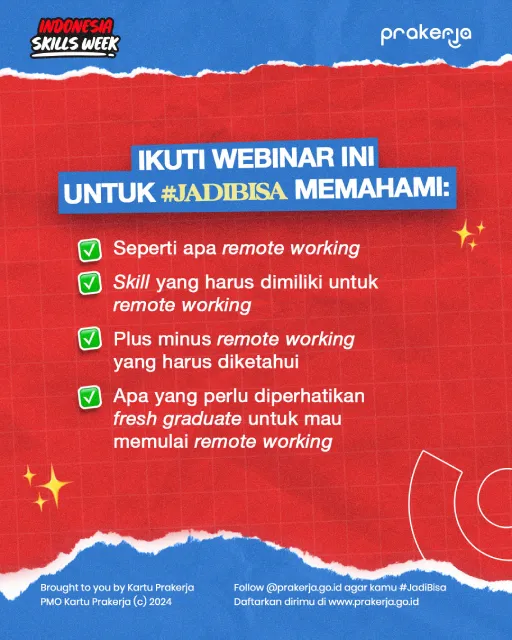 INDONESIA
SKILLS WEEK
prakerja
IKUTI WEBINAR INI
UNTUK #JADIBISA MEMAHAMI:
Seperti apa remote working
Skill yang harus dimiliki untuk
remote working
Plus minus remote working
yang harus diketahui
Apa yang perlu diperhatikan
fresh graduate untuk mau
memulai remote working
Brought to you by Kartu Prakerja
PMO Kartu Prakerja (c) 2024
Follow @prakerja.go.id agar kamu #JadiBisa
Daftarkan dirimu di www.prakerja.go.id